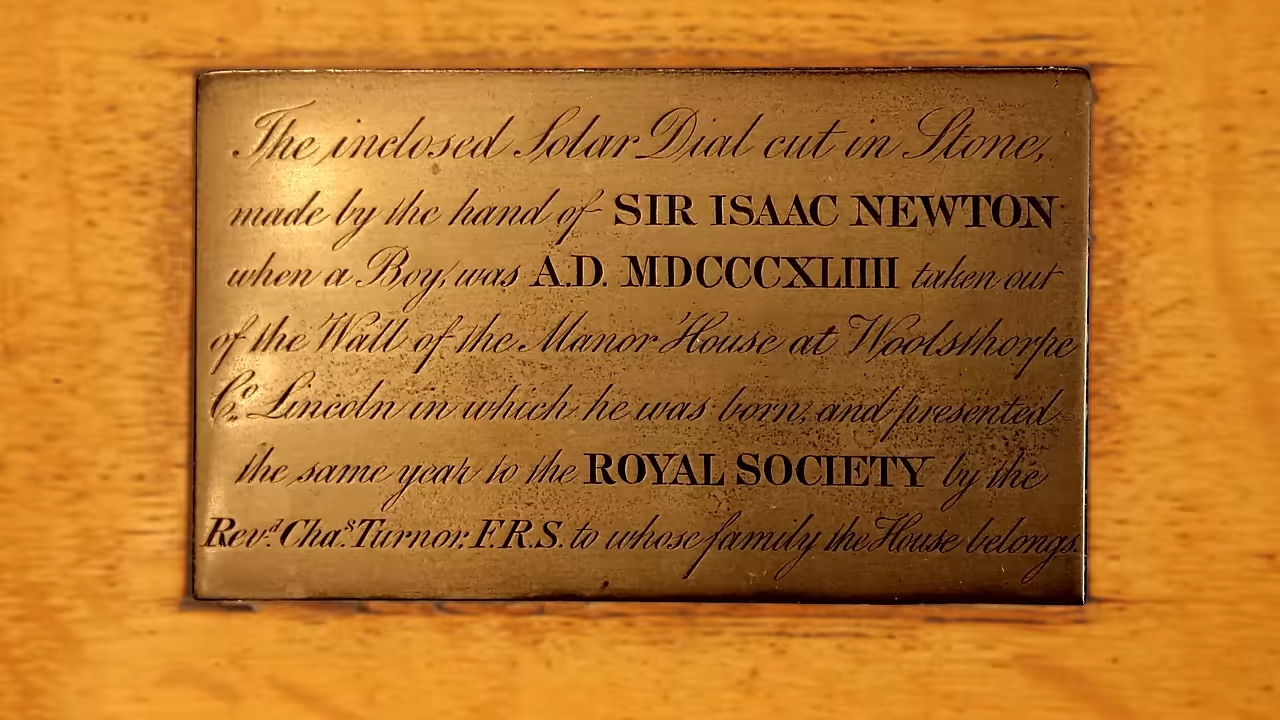 The inclosed Solar Dial cut in Stone,
made by the hand of SIR ISAAC NEWTON
when a Boy, was A.D. MDCCCXLIIII taken out
of the Wall of the Manor House at Woolsthorpe
Co. Lincoln in which he was born, and presented
the same year to the ROYAL SOCIETY by the
Revd. Chas. Turnor, F.R.S. to whose family the House belongs.